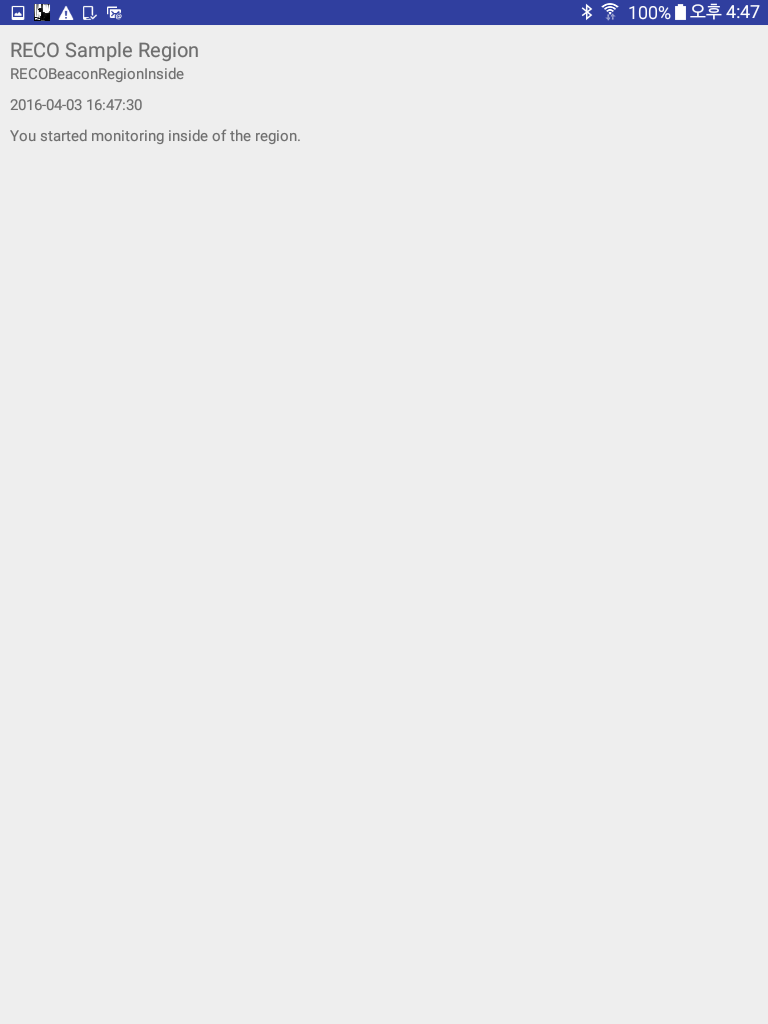 100% 오후 4:47
RECO Sample Region
RECOBeaconRegionInside
2016-04-03 16:47:30
You started monitoring inside of the region.